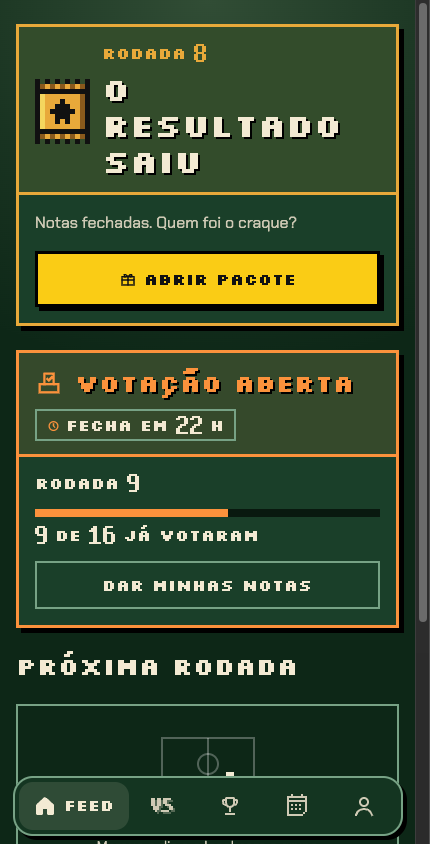 RODADA 8
O
RESULTADO
SAIU
Notas fechadas. Quem foi o craque?
ABRIR PACOTE
VOTAÇÃO ABERTA
FECHA EM 22 H
RODADA 9
9 DE 16 JÁ VOTARAM
DAR MINHAS NOTAS
PRÓXIMA RODADA
FEED
VS